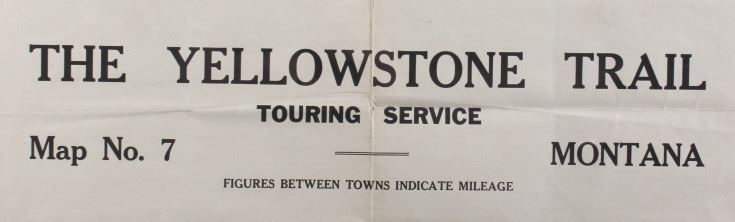 THE YELLOWSTONE TRAIL
TOURING SERVICE
Map No. 7
MONTANA
FIGURES BETWEEN TOWNS INDICATE MILEAGE